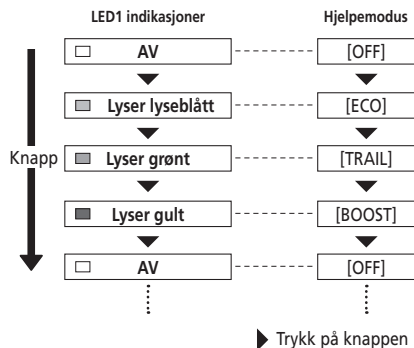 LED1 indikasjoner Hjelpemodus
AV [OFF]
Lyser lyseblått [ECO]
Knapp Lyser grønt [TRAIL]
Lyser gult [BOOST]
AV [OFF]
Trykk på knappen